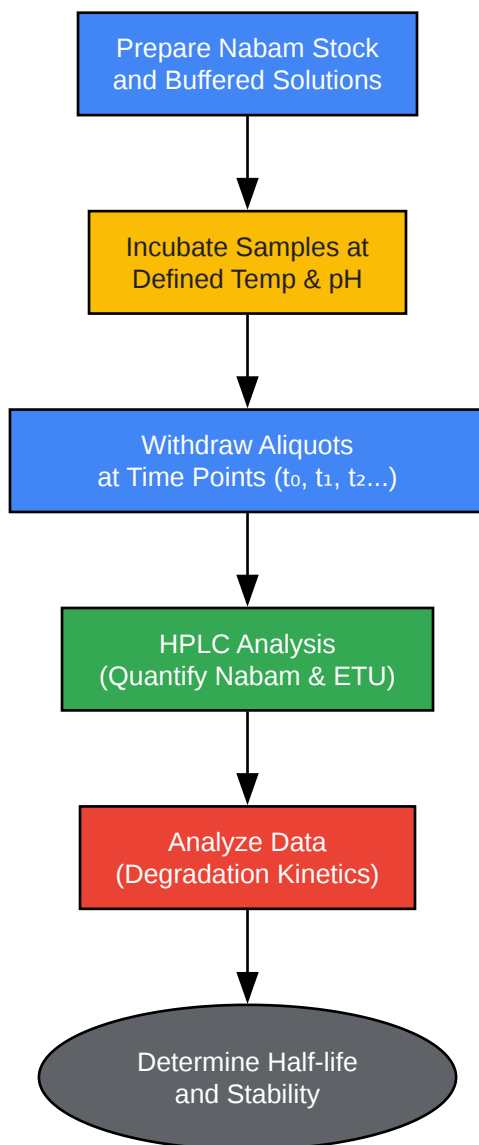 Prepare Nabam Stock
and Buffered Solutions
Incubate Samples at
Defined Temp & pH
Withdraw Aliquots
at Time Points (t₀, t₁, t₂...)
HPLC Analysis
(Quantify Nabam & ETU)
Analyze Data
(Degradation Kinetics)
Determine Half-life
and Stability